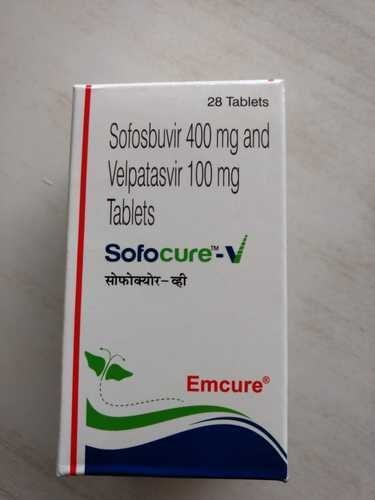 28 Tablets
Sofosbuvir 400 mg and
Velpatasvir 100 mg
Tablets
Sofocure™-V
सोफोक्योर-व्ही
Emcure®